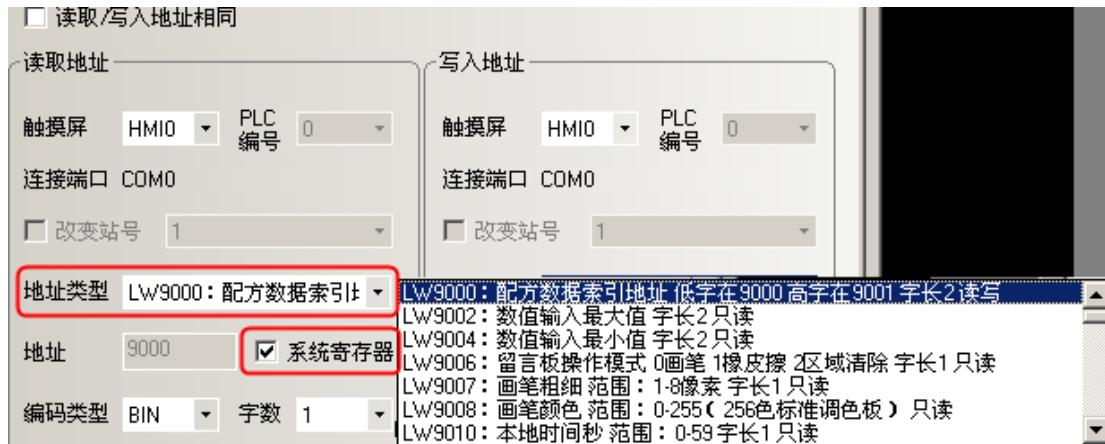 读取/写入地址相同
读取地址
触摸屏 HMI0 PLC编号 0
连接端口 COM0
改变站号 1
地址类型 LW9000：配方数据索引
地址 9000 系统寄存器
编码类型 BIN 字数 1
写入地址
触摸屏 HMI0 PLC编号 0
连接端口 COM0
改变站号 1
LW9000：配方数据索引地址 低字在9000 高字在9001 字长2 读写
LW9002：数值输入最大值 字长2 只读
LW9004：数值输入最小值 字长2 只读
LW9006：留言板操作模式 0画笔 1橡皮擦 2区域清除 字长1 只读
LW9007：画笔粗细 范围：1-8像素 字长1 只读
LW9008：画笔颜色 范围：0-255（256色标准调色板） 只读
LW9010：本地时间秒 范围：0-59 字长1 只读